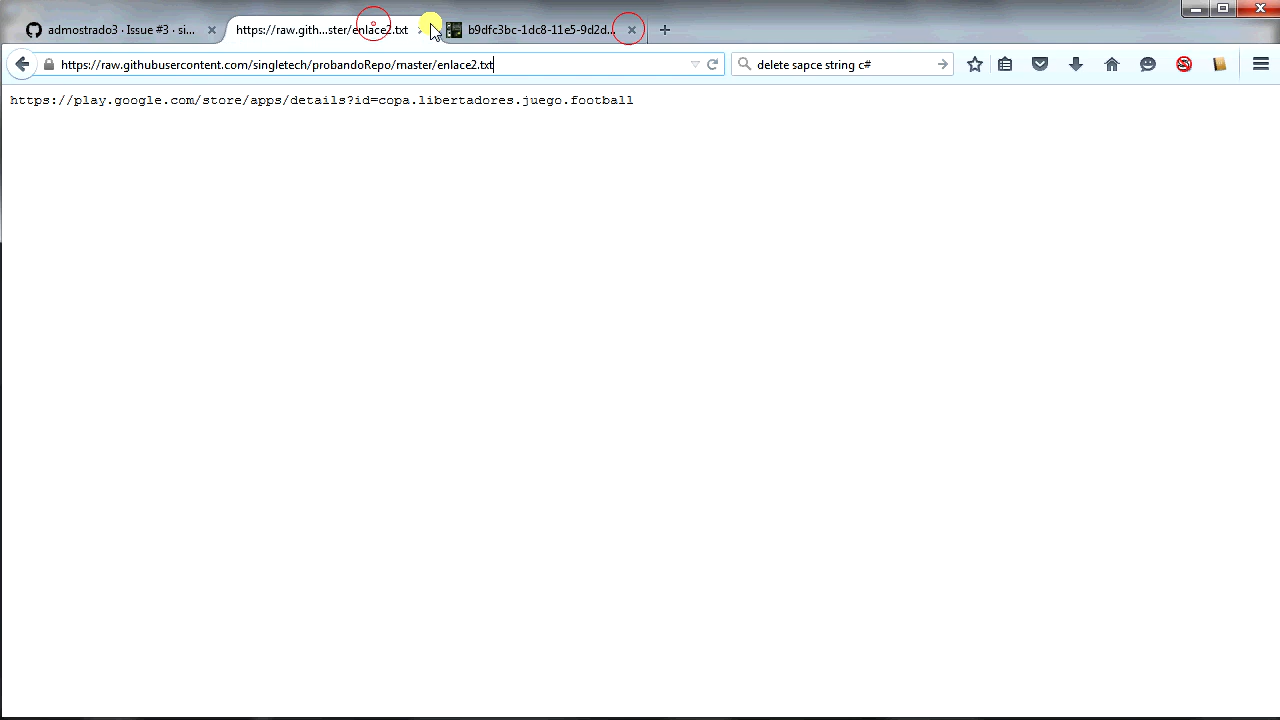 admostrado3 · Issue #3 · si...
https://raw.gith...ster/enlace2.txt
b9dfc3bc-1dc8-11e5-9d2d...
https://raw.githubusercontent.com/singletech/probandoRepo/master/enlace2.txt
delete sapce string c#
https://play.google.com/store/apps/details?id=copa.libertadores.juego.football